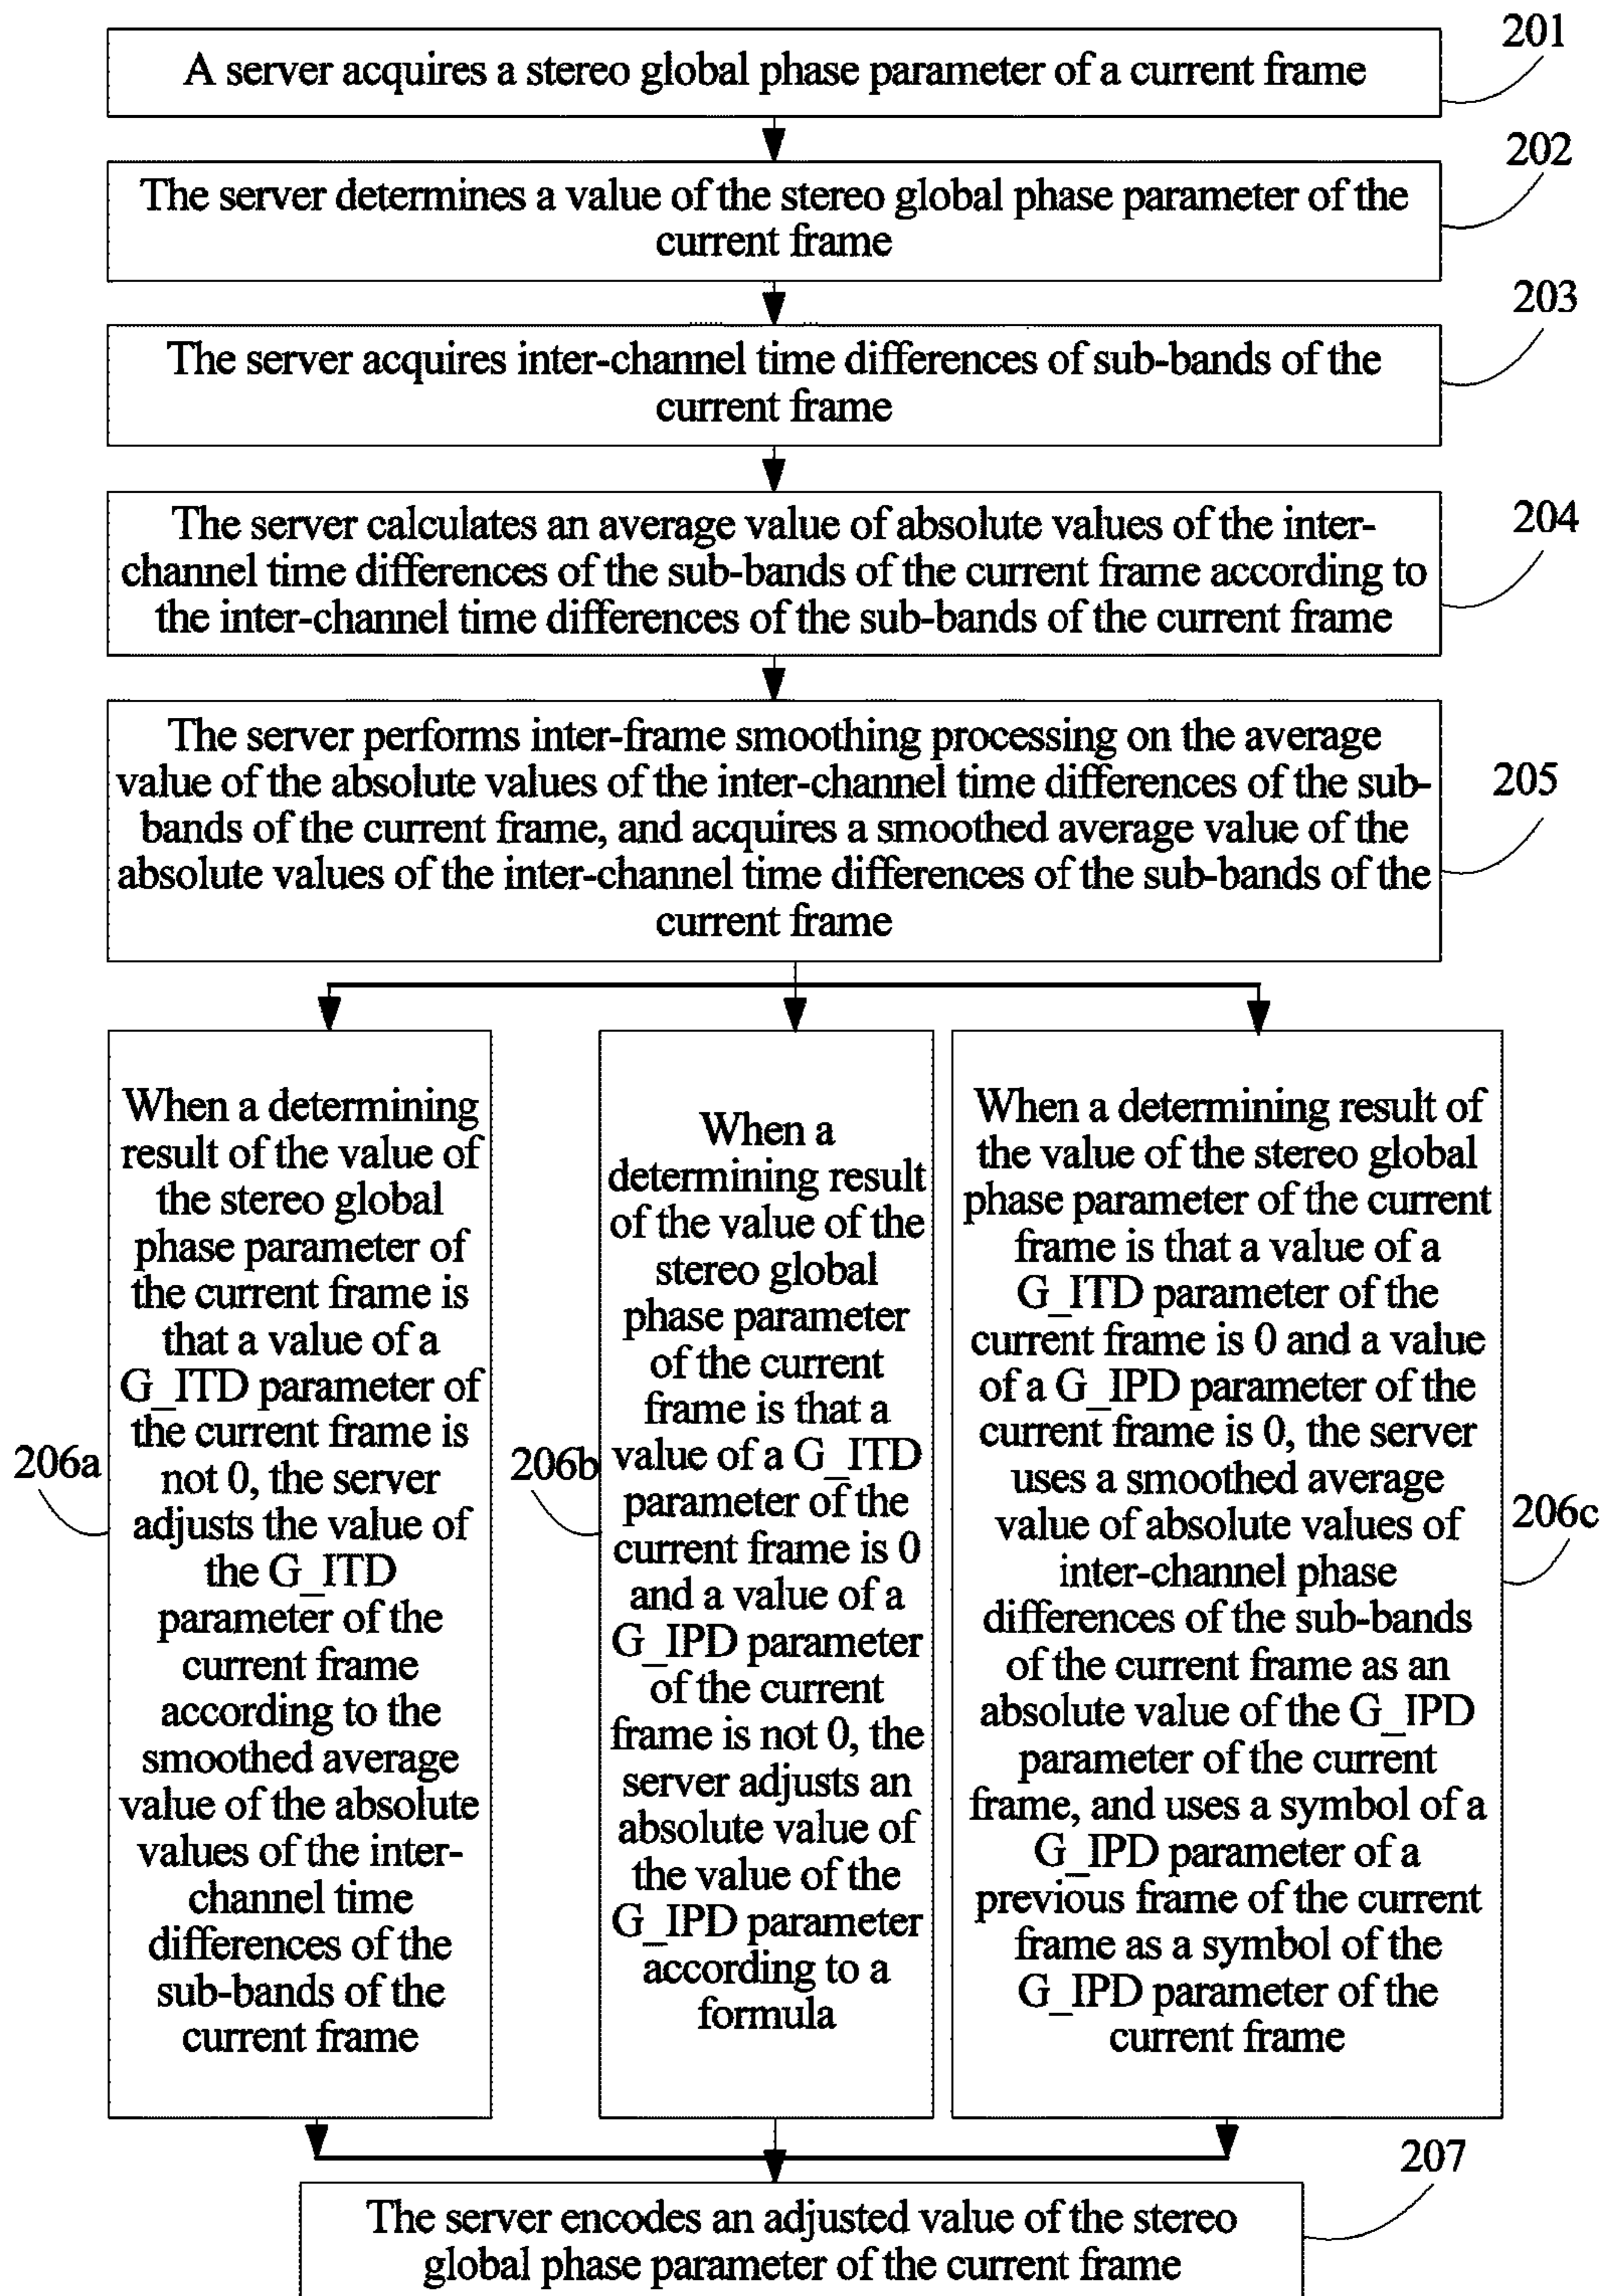 201
A server acquires a stereo global phase parameter of a current frame
202
The server determines a value of the stereo global phase parameter of the
current frame
203
The server acquires inter-channel time differences of sub-bands of the
current frame
204
The server calculates an average value of absolute values of the inter-
channel time differences of the sub-bands of the current frame according to
the inter-channel time differences of the sub-bands of the current frame
205
The server performs inter-frame smoothing processing on the average
value of the absolute values of the inter-channel time differences of the sub-
bands of the current frame, and acquires a smoothed average value of the
absolute values of the inter-channel time differences of the sub-bands of the
current frame
206a
When a determining
result of the value of
the stereo global
phase parameter of
the current frame is
that a value of a
G_ITD parameter of
the current frame is
not 0, the server
adjusts the value of
the G_ITD
parameter of the
current frame
according to the
smoothed average
value of the absolute
values of the inter-
channel time
differences of the
sub-bands of the
current frame
206b
When a
determining result
of the value of the
stereo global
phase parameter
of the current
frame is that a
value of a G_ITD
parameter of the
current frame is 0
and a value of a
G_IPD parameter
of the current
frame is not 0, the
server adjusts an
absolute value of
the value of the
G_IPD parameter
according to a
formula
206c
When a determining result of
the value of the stereo global
phase parameter of the current
frame is that a value of a
G_ITD parameter of the
current frame is 0 and a value
of a G_IPD parameter of the
current frame is 0, the server
uses a smoothed average
value of absolute values of
inter-channel phase
differences of the sub-bands
of the current frame as an
absolute value of the G_IPD
parameter of the current
frame, and uses a symbol of a
G_IPD parameter of a
previous frame of the current
frame as a symbol of the
G_IPD parameter of the
current frame
207
The server encodes an adjusted value of the stereo
global phase parameter of the current frame